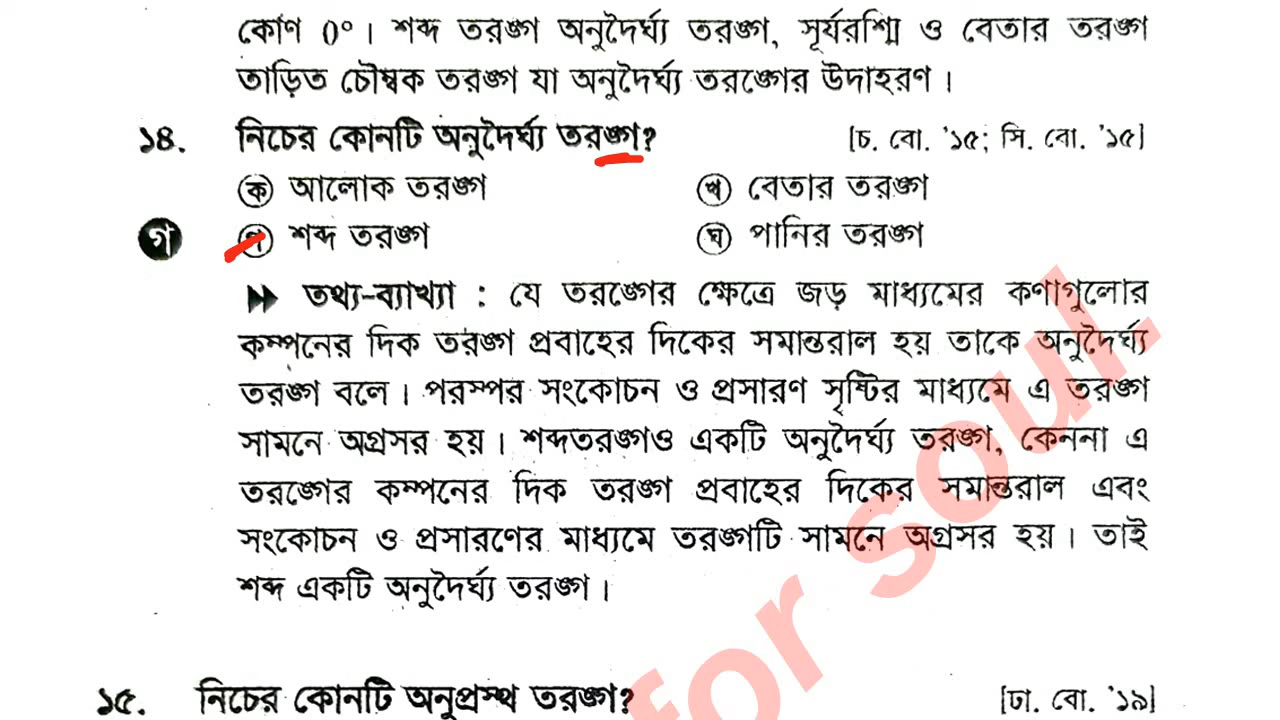 কোণ 0°। শব্দ তরঙ্গ অনুদৈর্ঘ্য তরঙ্গ, সূর্যরশ্মি ও বেতার তরঙ্গ
তাড়িত চৌম্বক তরঙ্গ যা অনুদৈর্ঘ্য তরঙ্গের উদাহরণ।
১৪. নিচের কোনটি অনুদৈর্ঘ্য তরঙ্গ? [চ. বো. '১৫; সি. বো. '১৫]
ক আলোক তরঙ্গ খ বেতার তরঙ্গ
গ গ শব্দ তরঙ্গ ঘ পানির তরঙ্গ
তথ্য-ব্যাখ্যা : যে তরঙ্গের ক্ষেত্রে জড় মাধ্যমের কণাগুলোর
কম্পনের দিক তরঙ্গ প্রবাহের দিকের সমান্তরাল হয় তাকে অনুদৈর্ঘ্য
তরঙ্গ বলে। পরস্পর সংকোচন ও প্রসারণ সৃষ্টির মাধ্যমে এ তরঙ্গ
সামনে অগ্রসর হয়। শব্দতরঙ্গও একটি অনুদৈর্ঘ্য তরঙ্গ, কেননা এ
তরঙ্গের কম্পনের দিক তরঙ্গ প্রবাহের দিকের সমান্তরাল এবং
সংকোচন ও প্রসারণের মাধ্যমে তরঙ্গটি সামনে অগ্রসর হয়। তাই
শব্দ একটি অনুদৈর্ঘ্য তরঙ্গ।
for soul.
১৫. নিচের কোনটি অনুপ্রস্থ তরঙ্গ? [ঢা. বো. '১৯]